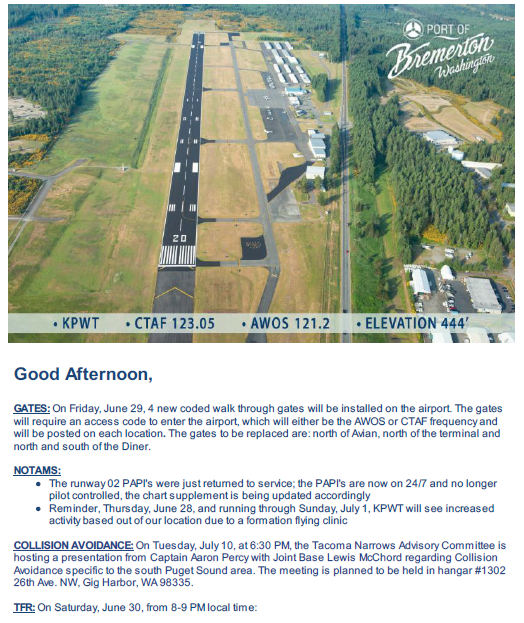 PORT OF
Bremerton
Washington
20
• KPWT • CTAF 123.05 • AWOS 121.2 • ELEVATION 444'
Good Afternoon,
GATES: On Friday, June 29, 4 new coded walk through gates will be installed on the airport. The gates
will require an access code to enter the airport, which will either be the AWOS or CTAF frequency and
will be posted on each location. The gates to be replaced are: north of Avian, north of the terminal and
north and south of the Diner.
NOTAMS:
● The runway 02 PAPI's were just returned to service; the PAPI's are now on 24/7 and no longer
pilot controlled, the chart supplement is being updated accordingly
● Reminder, Thursday, June 28, and running through Sunday, July 1, KPWT will see increased
activity based out of our location due to a formation flying clinic
COLLISION AVOIDANCE: On Tuesday, July 10, at 6:30 PM, the Tacoma Narrows Advisory Committee is
hosting a presentation from Captain Aaron Percy with Joint Base Lewis McChord regarding Collision
Avoidance specific to the south Puget Sound area. The meeting is planned to be held in hangar #1302
26th Ave. NW, Gig Harbor, WA 98335.
TFR: On Saturday, June 30, from 8-9 PM local time: